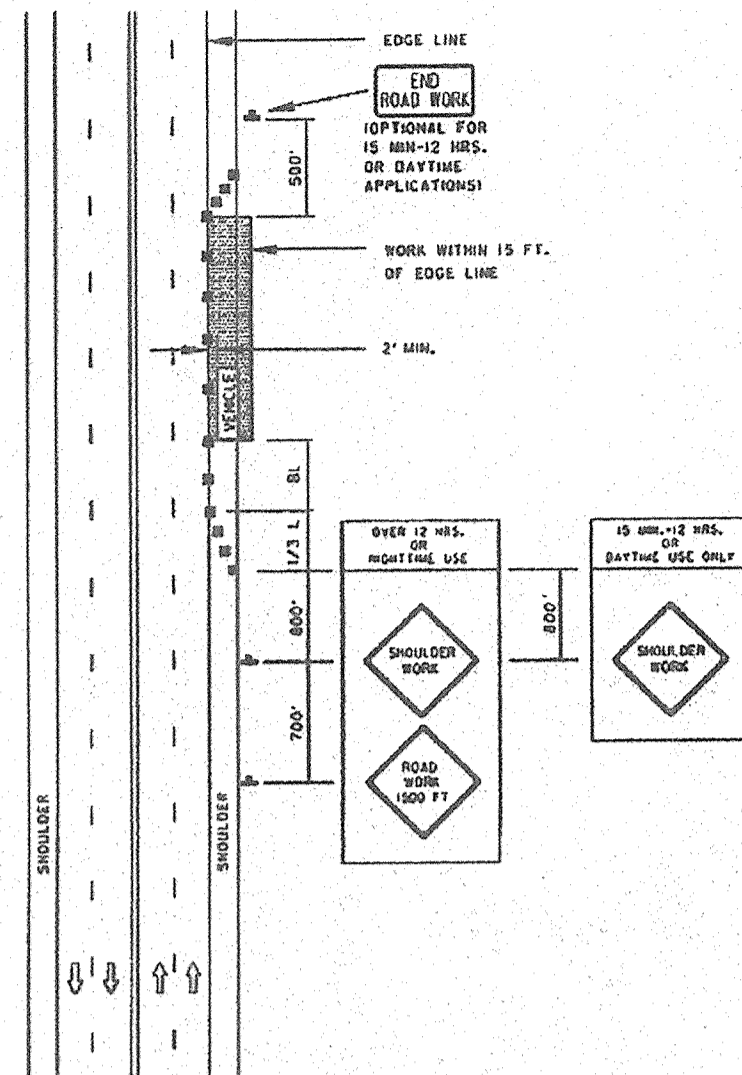 EDGE LINE
END
ROAD WORK
(OPTIONAL FOR
15 MIN-12 HRS.
OR DAYTIME
APPLICATIONS)
500'
WORK WITHIN 15 FT.
OF EDGE LINE
2' MIN.
VEHICLE
BL
1/3 L
800'
700'
OVER 12 HRS.
OR
NIGHTTIME USE
SHOULDER
WORK
ROAD
WORK
1500 FT
800'
15 MIN.-12 HRS.
OR
DAYTIME USE ONLY
SHOULDER
WORK
SHOULDER
SHOULDER